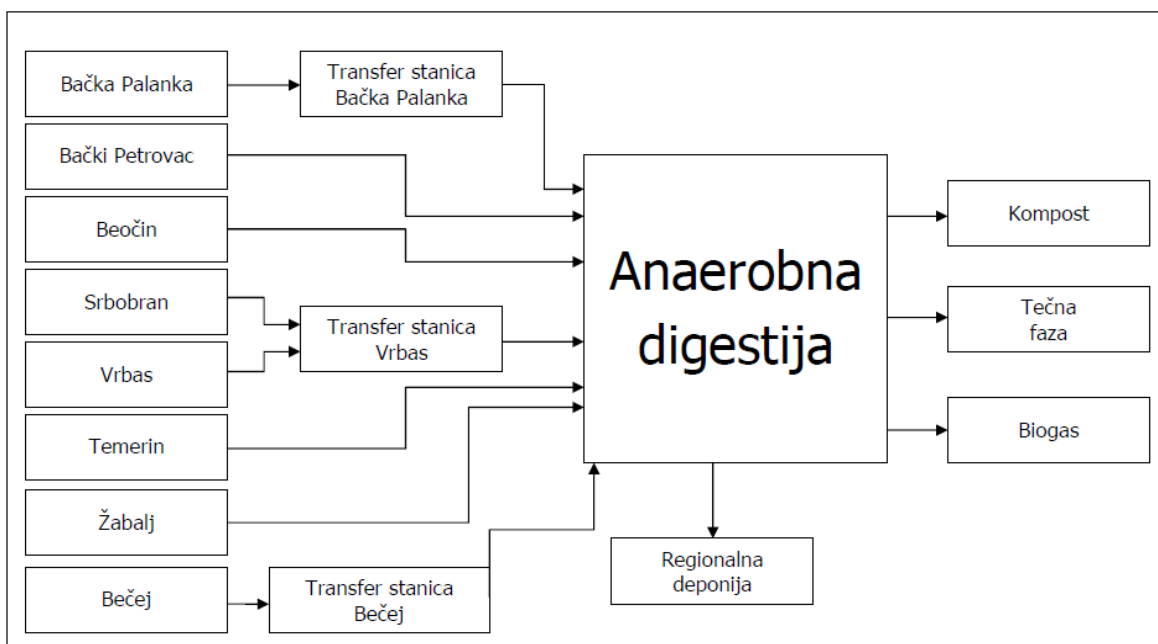 Bačka Palanka
Transfer stanica
Bačka Palanka
Bački Petrovac
Beočin
Srbobran
Transfer stanica
Vrbas
Vrbas
Temerin
Žabalj
Bečej
Transfer stanica
Bečej
Anaerobna
digestija
Kompost
Tečna
faza
Biogas
Regionalna
deponija